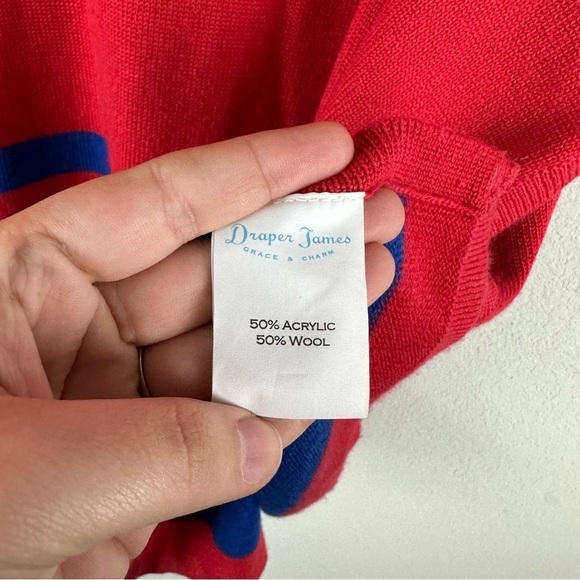 Draper James
GRACE & CHARM
50% ACRYLIC
50% WOOL